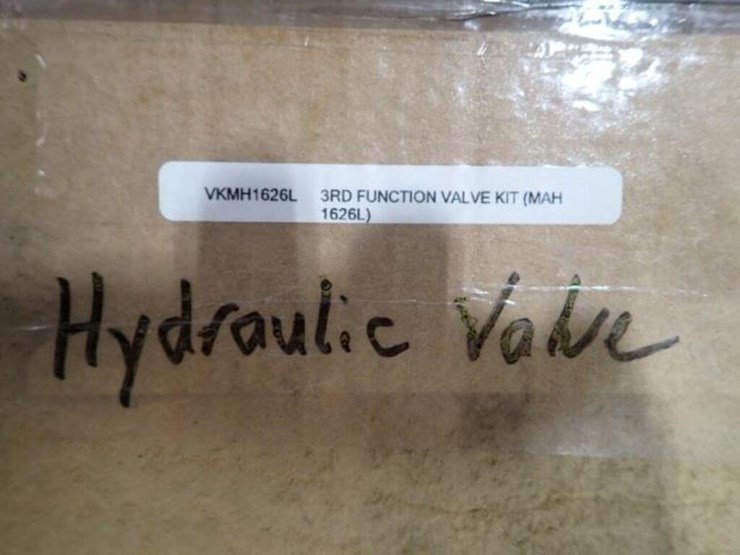 VKMH1626L 3RD FUNCTION VALVE KIT (MAH
1626L)
Hydraulic Valve